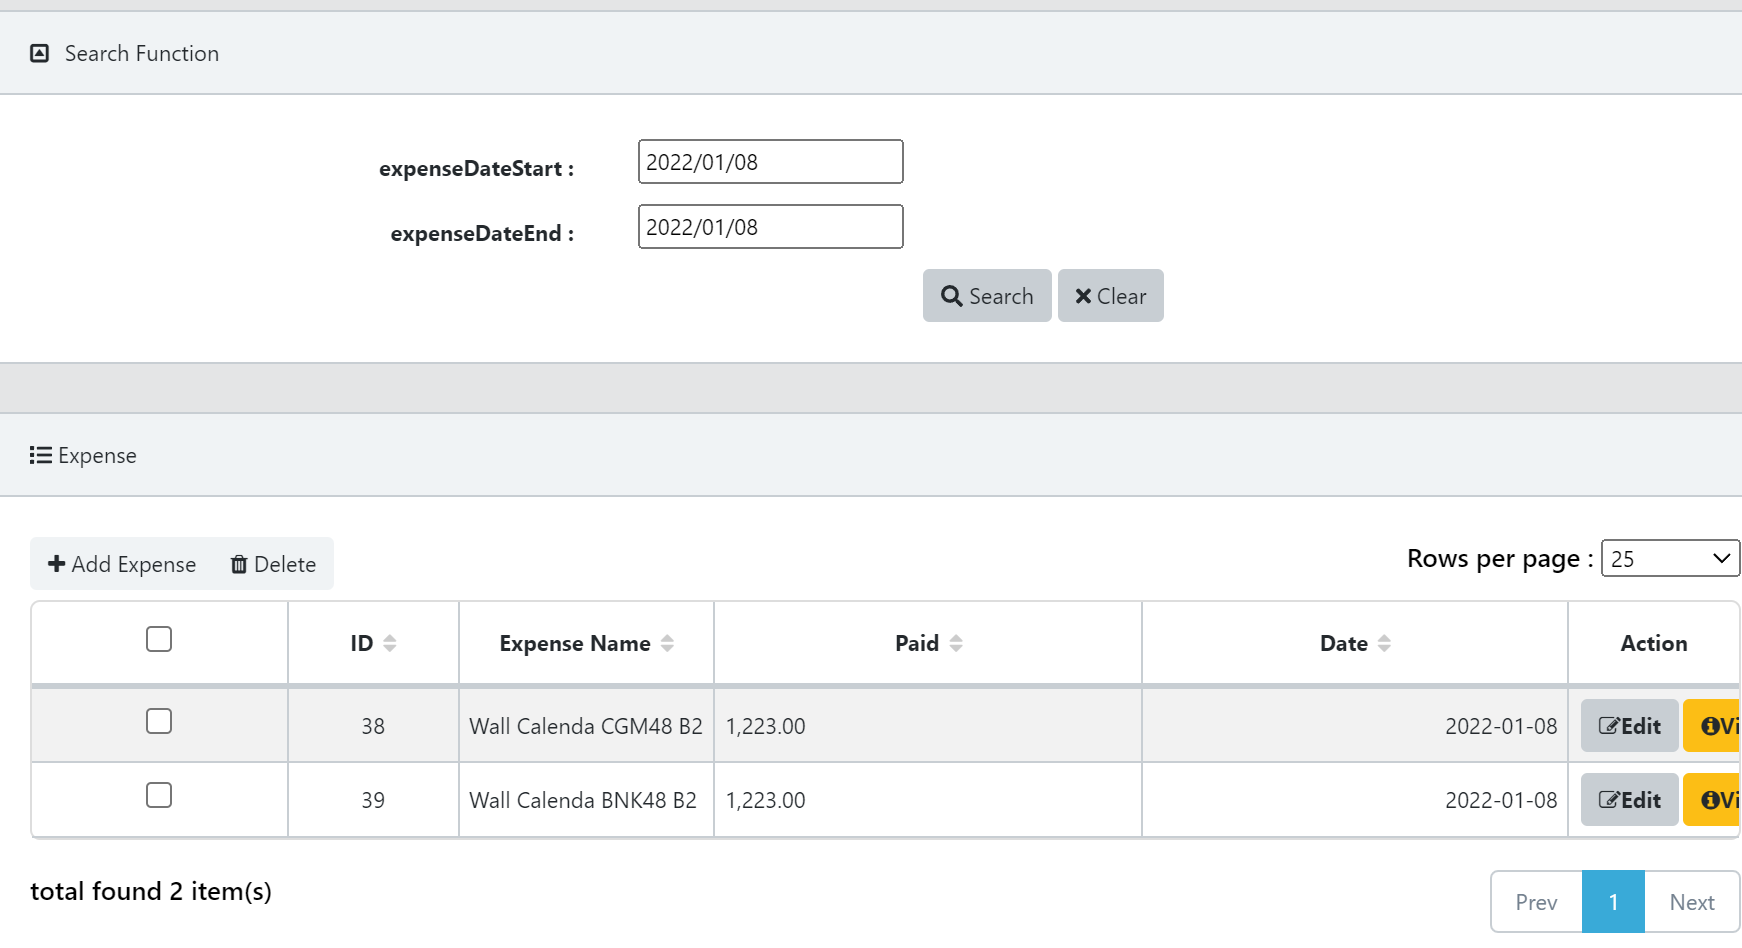 Search Function
expenseDateStart : 2022/01/08
expenseDateEnd : 2022/01/08
Search Clear
Expense
Add Expense Delete Rows per page : 25
ID Expense Name Paid Date Action
38 Wall Calenda CGM48 B2 1,223.00 2022-01-08 Edit Vi
39 Wall Calenda BNK48 B2 1,223.00 2022-01-08 Edit Vi
total found 2 item(s) Prev 1 Next